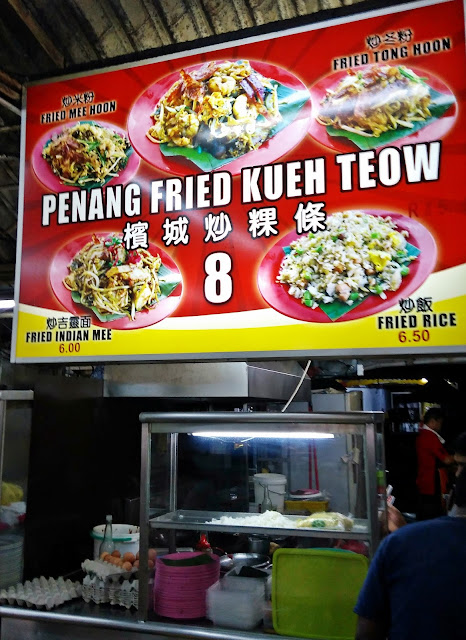 炒冬粉
FRIED TONG HOON
炒米粉
FRIED MEE HOON
PENANG FRIED KUEH TEOW
檳城炒粿條
8
炒吉靈面
FRIED INDIAN MEE
6.00
炒飯
FRIED RICE
6.50